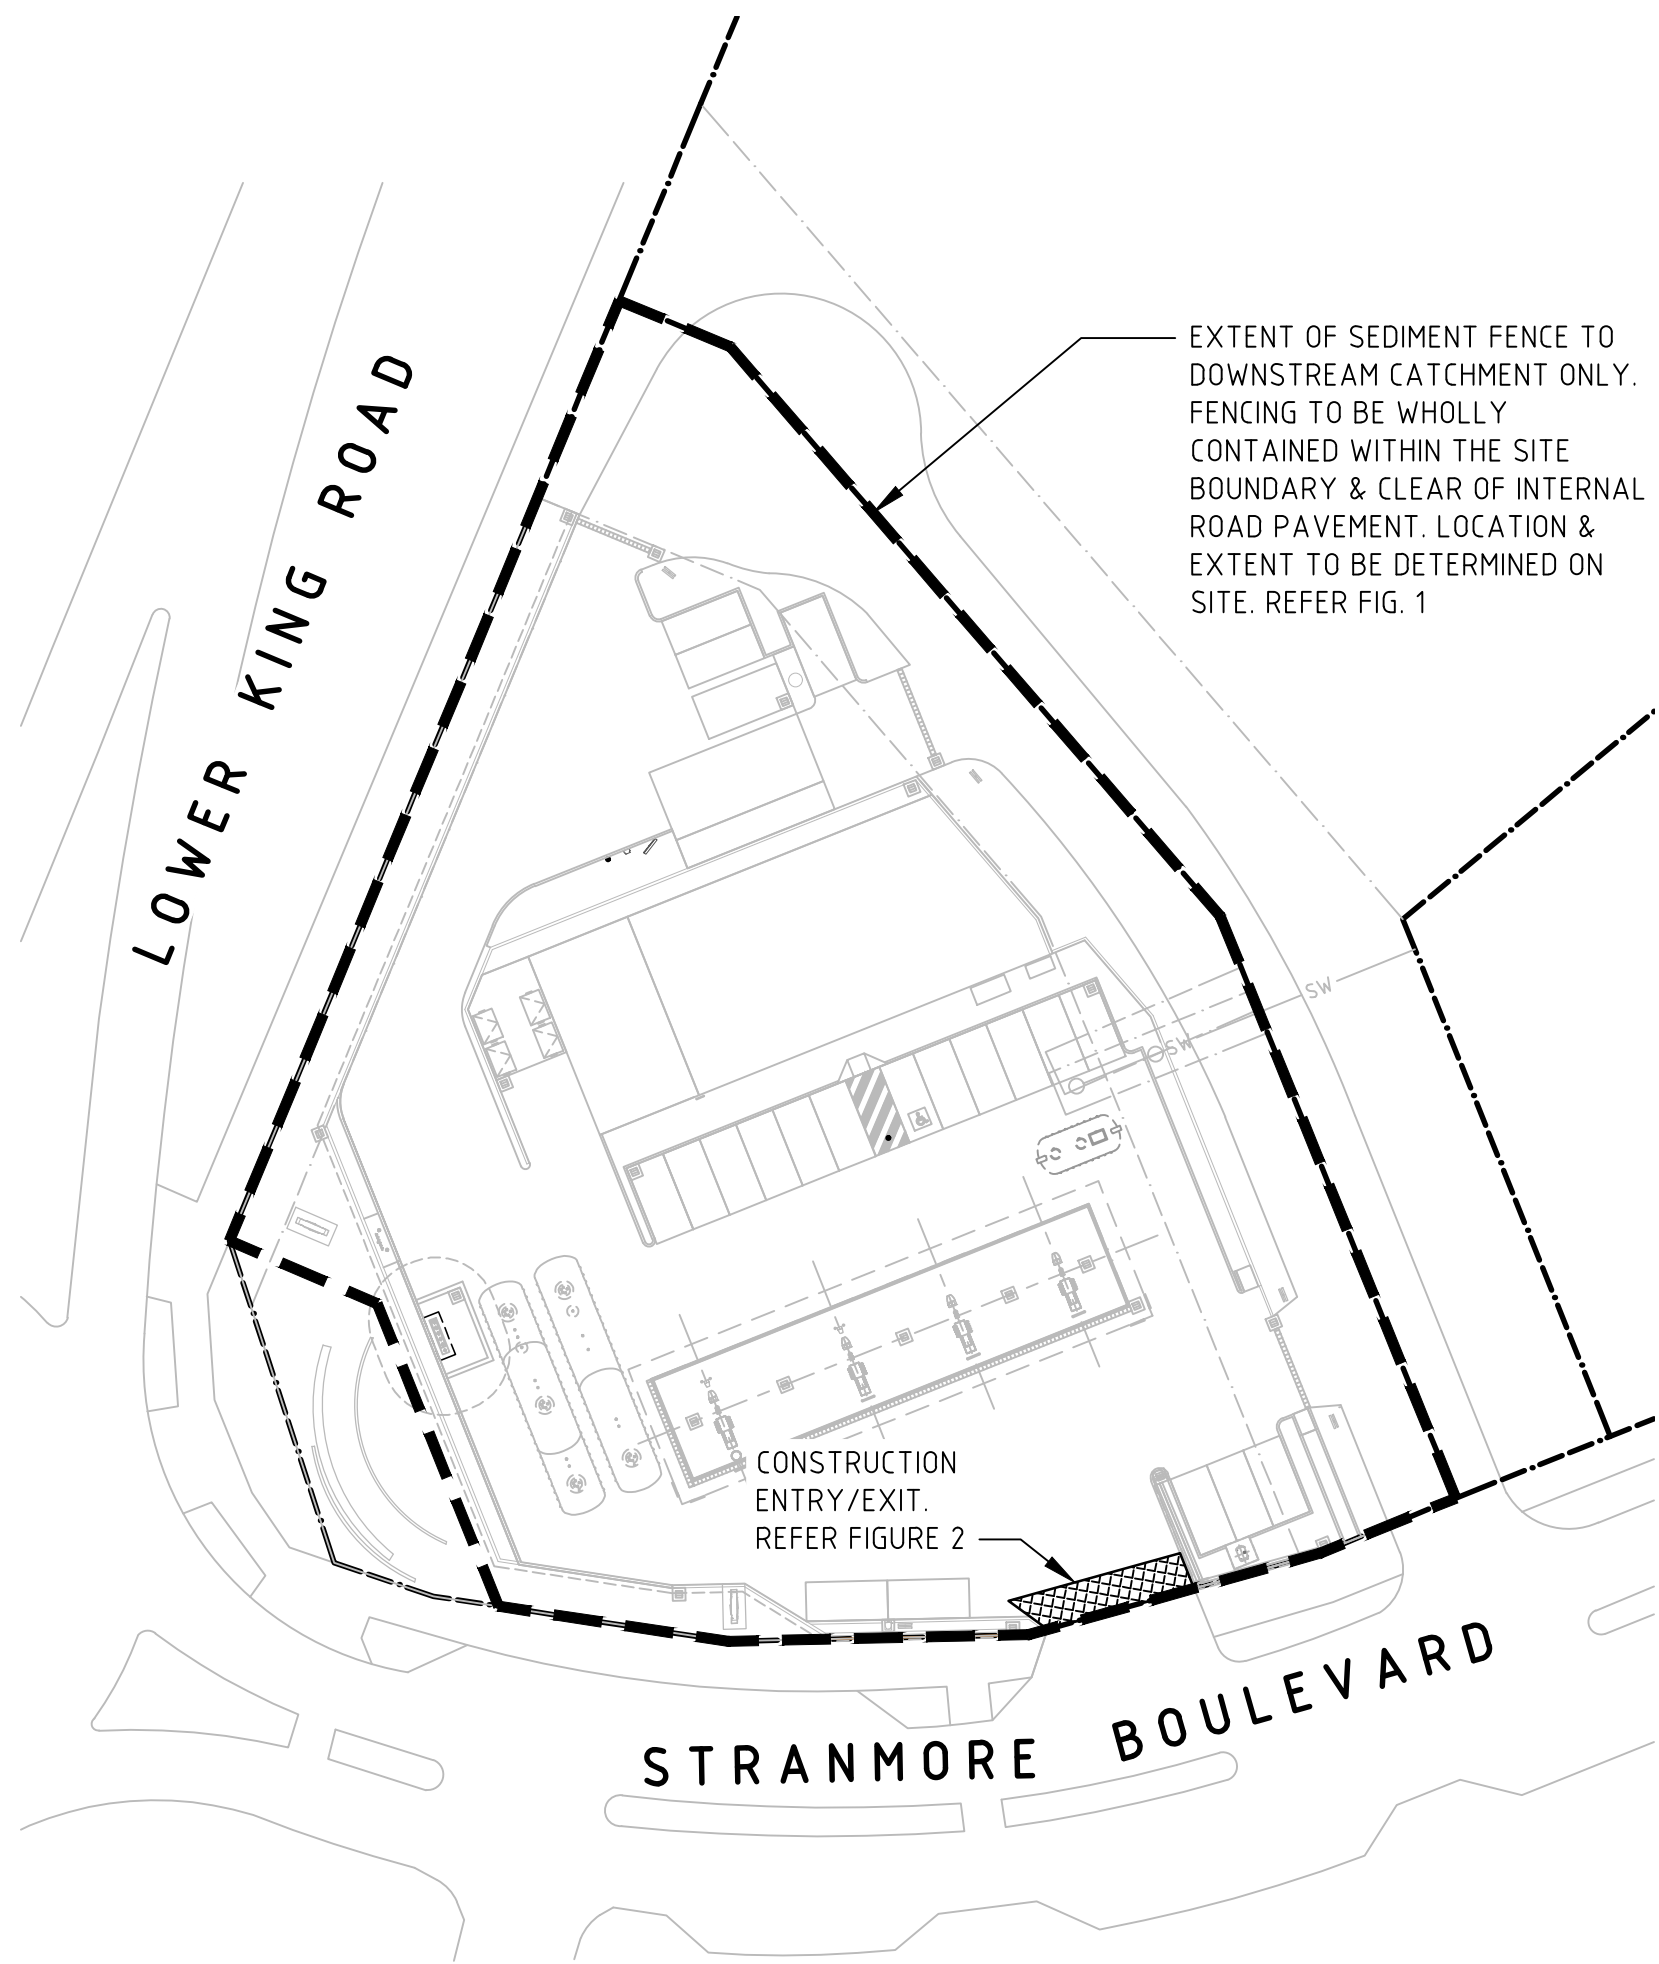 LOWER KING ROAD
EXTENT OF SEDIMENT FENCE TO
DOWNSTREAM CATCHMENT ONLY.
FENCING TO BE WHOLLY
CONTAINED WITHIN THE SITE
BOUNDARY & CLEAR OF INTERNAL
ROAD PAVEMENT. LOCATION &
EXTENT TO BE DETERMINED ON
SITE. REFER FIG. 1
SW
SW
CONSTRUCTION
ENTRY/EXIT.
REFER FIGURE 2
STRANMORE BOULEVARD